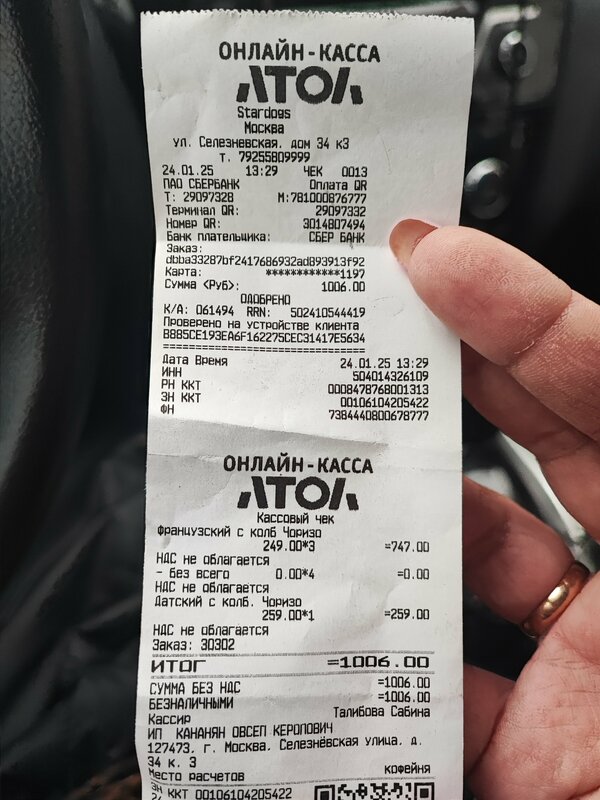 ОНЛАЙН-КАССА
АТОЛ
Stardogs
Москва
ул. Селезневская, дом 34 к3
т. 79255809999
24.01.25 13:29 ЧЕК 0013
ПАО СБЕРБАНК Оплата QR
Т: 29097328 М:781000876777
Терминал QR: 29097332
Номер QR: 3014807494
Банк плательщика: СБЕР БАНК
Заказ:
dbba33287bf2417686932ad893913f92
Карта: ************1197
Сумма (Руб): 1006.00
ОДОБРЕНО
К/А: 061494 RRN: 502410544419
Проверено на устройстве клиента
B885CE193EA6F162275CEC31417E5634
================================
Дата Время 24.01.25 13:29
ИНН 504014326109
РН ККТ 0008478768001313
ЗН ККТ 00106104205422
ФН 7384440800678777
ОНЛАЙН-КАССА
АТОЛ
Кассовый чек
Французский с колб Чоризо
249.00*3 =747.00
НДС не облагается
- Без всего 0.00*4 =0.00
НДС не облагается
Датский с колб. Чоризо
259.00*1 =259.00
НДС не облагается
Заказ: 30302
ИТОГ =1006.00
СУММА БЕЗ НДС =1006.00
БЕЗНАЛИЧНЫМИ =1006.00
Кассир Талибова Сабина
ИП КАНАНЯН ОВСЕП КЕРОПОВИЧ
127473, г. Москва, Селезнёвская улица, д.
34 к. 3
Место расчетов кофейня
ЗН ККТ 00106104205422